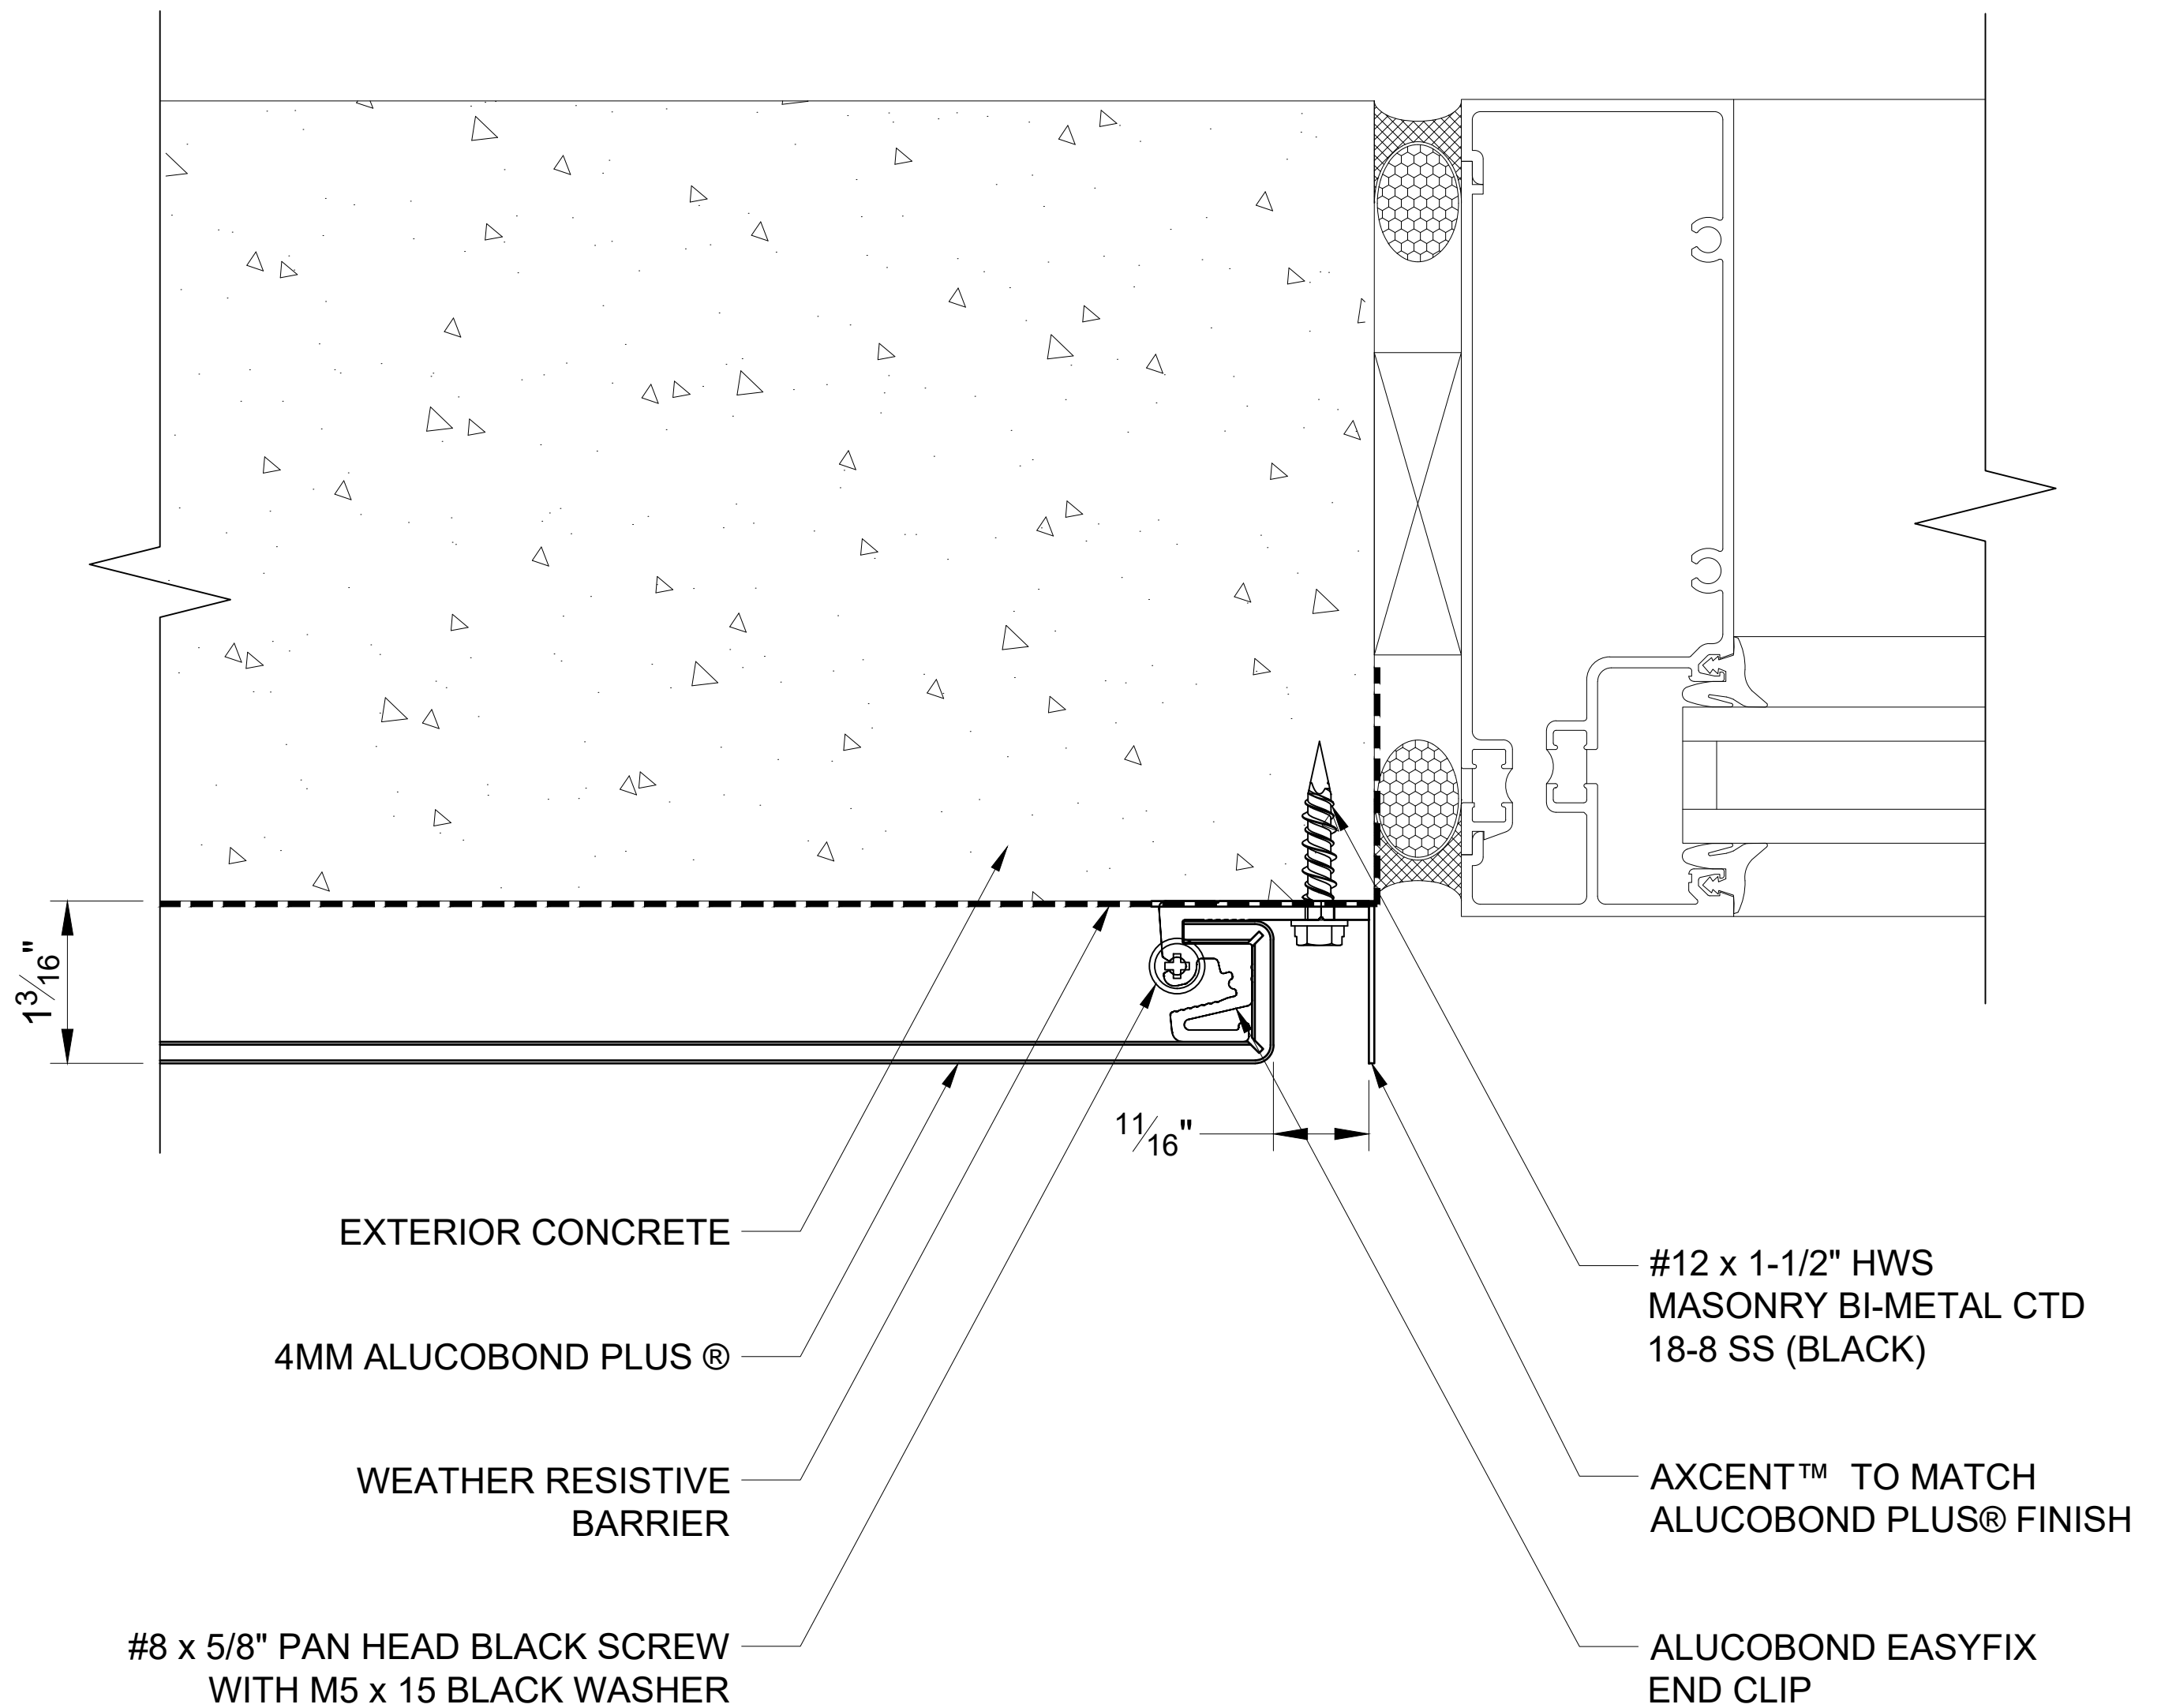 1 3/16"
11/16"
EXTERIOR CONCRETE
4MM ALUCOBOND PLUS ®
WEATHER RESISTIVE
BARRIER
#8 x 5/8" PAN HEAD BLACK SCREW
WITH M5 x 15 BLACK WASHER
#12 x 1-1/2" HWS
MASONRY BI-METAL CTD
18-8 SS (BLACK)
AXCENT™ TO MATCH
ALUCOBOND PLUS® FINISH
ALUCOBOND EASYFIX
END CLIP